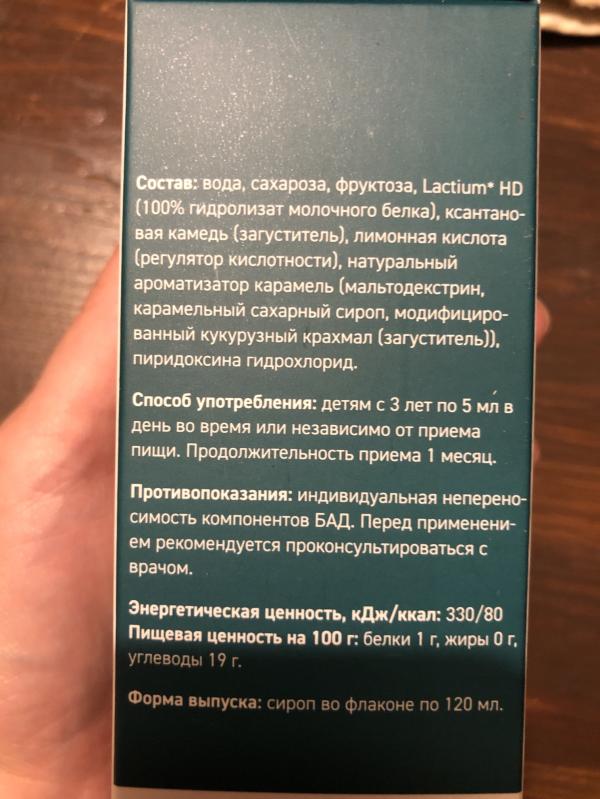 Состав: вода, сахароза, фруктоза, Lactium* HD
(100% гидролизат молочного белка), ксантано-
вая камедь (загуститель), лимонная кислота
(регулятор кислотности), натуральный
ароматизатор карамель (мальтодекстрин,
карамельный сахарный сироп, модифициро-
ванный кукурузный крахмал (загуститель)),
пиридоксина гидрохлорид.
Способ употребления: детям с 3 лет по 5 мл в
день во время или независимо от приема
пищи. Продолжительность приема 1 месяц.
Противопоказания: индивидуальная неперено-
симость компонентов БАД. Перед применени-
ем рекомендуется проконсультироваться с
врачом.
Энергетическая ценность, кДж/ккал: 330/80
Пищевая ценность на 100 г: белки 1 г, жиры 0 г,
углеводы 19 г.
Форма выпуска: сироп во флаконе по 120 мл.